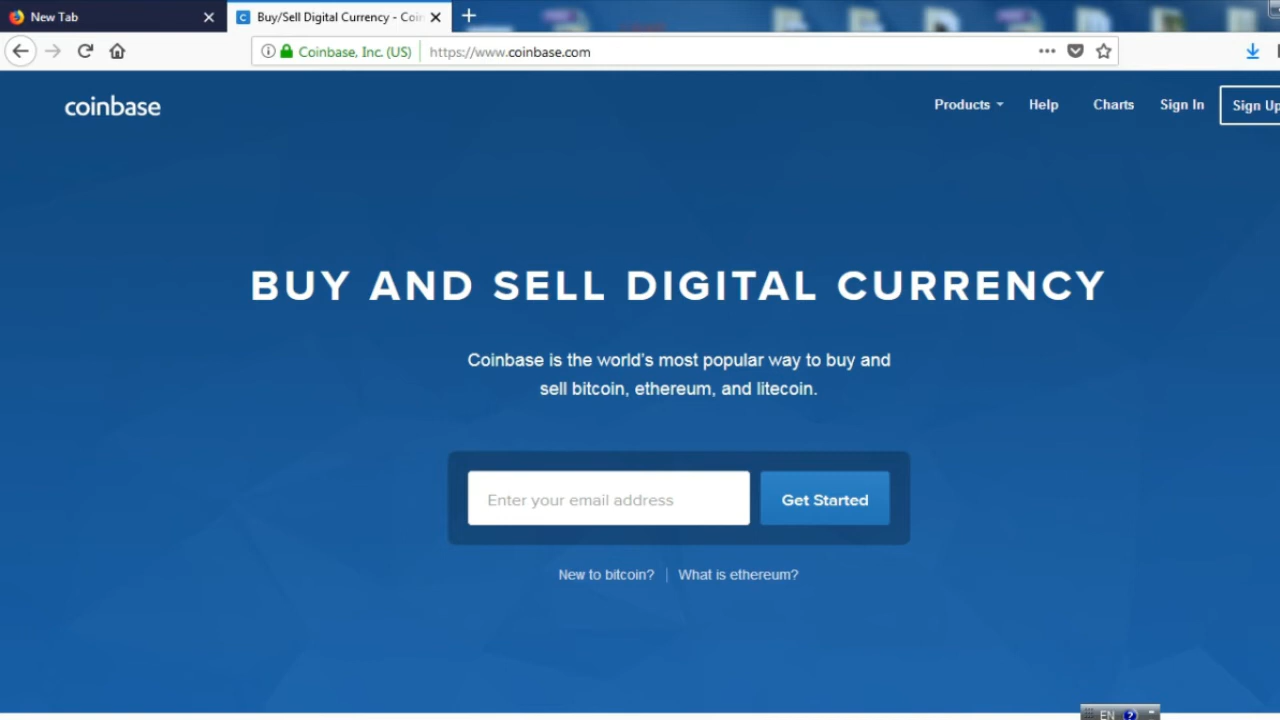 New Tab
Buy/Sell Digital Currency - Coin
Coinbase, Inc. (US)
https://www.coinbase.com
coinbase
Products
Help
Charts
Sign In
Sign Up
BUY AND SELL DIGITAL CURRENCY
Coinbase is the world's most popular way to buy and
sell bitcoin, ethereum, and litecoin.
Enter your email address
Get Started
New to bitcoin?
What is ethereum?
EN